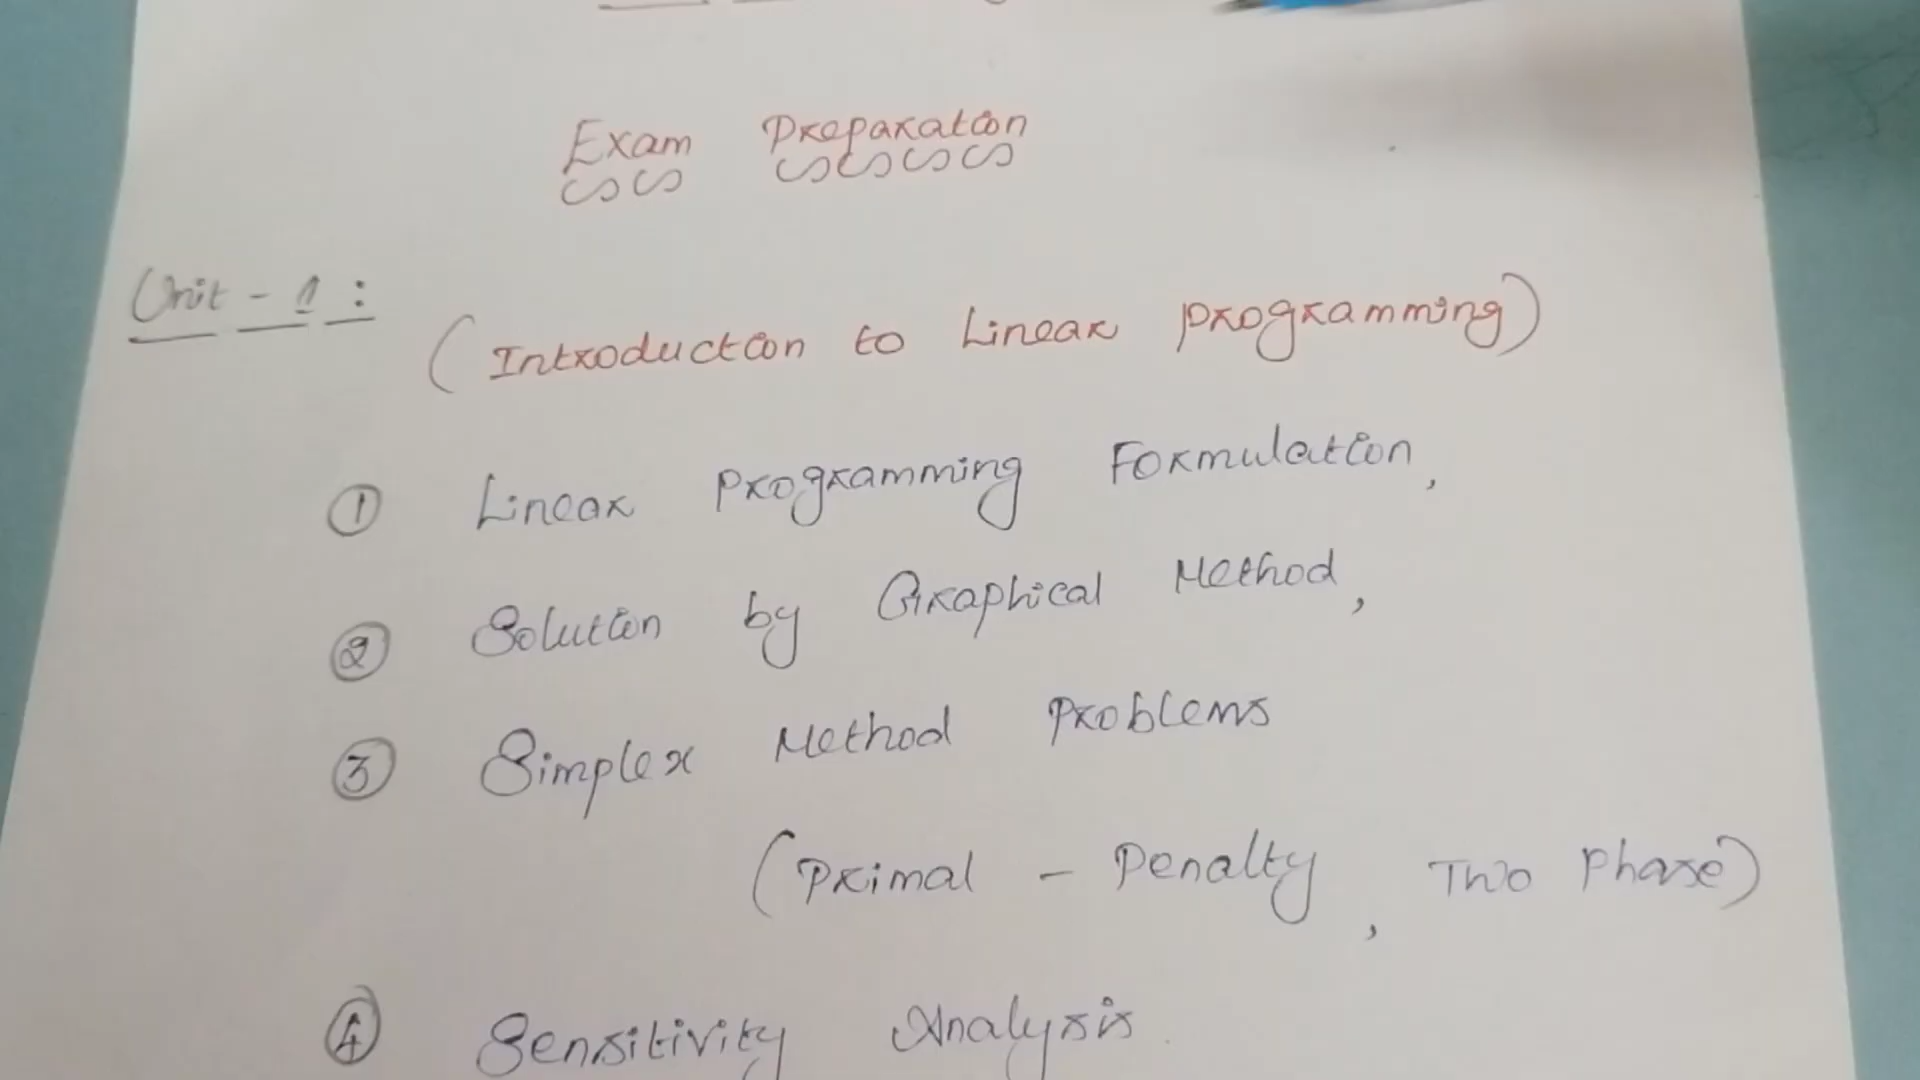 Exam Preparation
Unit - 1 :
(Introduction to Linear programming)
① Linear Programming Formulation,
② Solution by Graphical Method,
③ Simplex Method Problems
(Primal - Penalty, Two Phase)
④ Sensitivity Analysis.